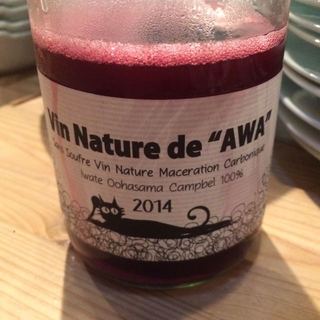 Vin Nature de "AWA"
Sans Soufre Vin Nature Maceration Carbonique
Iwate Oohasama Campbel 100%
2014